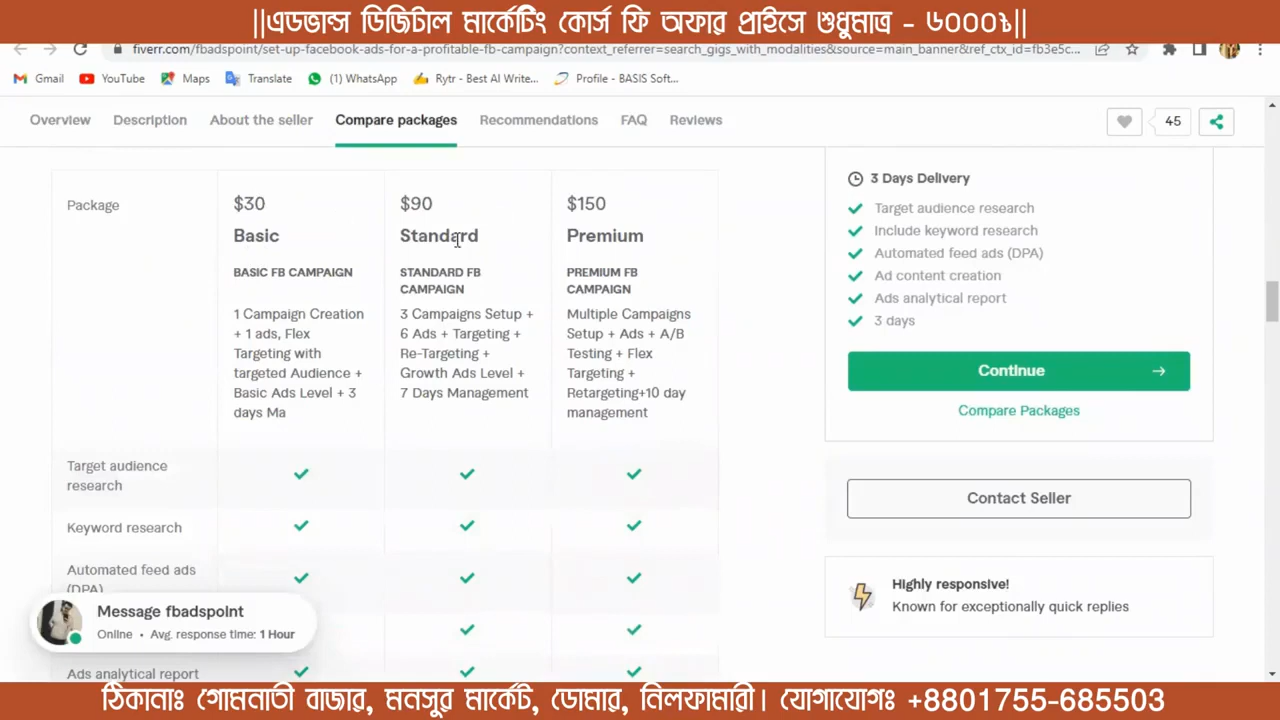 ||এডভান্স ডিজিটাল মার্কেটিং কোর্স ফি অফার প্রাইসে শুধুমাত্র - ৬০০০৳||
fiverr.com/fbadspoint/set-up-facebook-ads-for-a-profitable-fb-campaign?context_referrer=search_gigs_with_modalities&source=main_banner&ref_ctx_id=fb3e5c...
Gmail YouTube Maps Translate (1) WhatsApp Rytr - Best AI Write... Profile - BASIS Soft...
Overview Description About the seller Compare packages Recommendations FAQ Reviews 45
Package
$30
Basic
BASIC FB CAMPAIGN
1 Campaign Creation
+ 1 ads, Flex
Targeting with
targeted Audience +
Basic Ads Level + 3
days Ma
$90
Standard
STANDARD FB
CAMPAIGN
3 Campaigns Setup +
6 Ads + Targeting +
Re-Targeting +
Growth Ads Level +
7 Days Management
$150
Premium
PREMIUM FB
CAMPAIGN
Multiple Campaigns
Setup + Ads + A/B
Testing + Flex
Targeting +
Retargeting+10 day
management
Target audience
research
Keyword research
Automated feed ads
(DPA)
Ads analytical report
Message fbadspoint
Online • Avg. response time: 1 Hour
3 Days Delivery
Target audience research
Include keyword research
Automated feed ads (DPA)
Ad content creation
Ads analytical report
3 days
Continue
Compare Packages
Contact Seller
Highly responsive!
Known for exceptionally quick replies
ঠিকানাঃ গোমনাতী বাজার, মনসুর মার্কেট, ডোমার, নিলফামারী। যোগাযোগঃ +8801755-685503